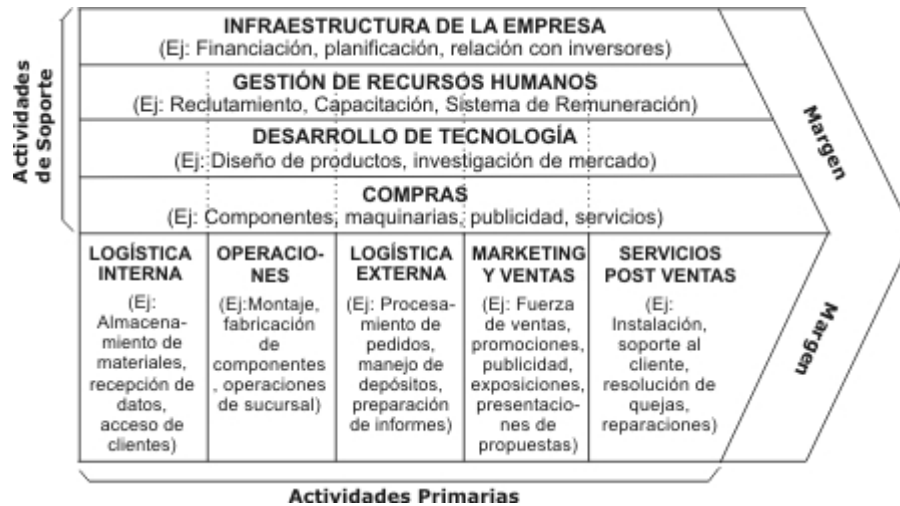 Actividades
de Soporte
INFRAESTRUCTURA DE LA EMPRESA
(Ej: Financiación, planificación, relación con inversores)
GESTIÓN DE RECURSOS HUMANOS
(Ej: Reclutamiento, Capacitación, Sistema de Remuneración)
DESARROLLO DE TECNOLOGÍA
(Ej: Diseño de productos, investigación de mercado)
COMPRAS
(Ej: Componentes, maquinarias, publicidad, servicios)
Margen
LOGÍSTICA
INTERNA
(Ej:
Almacena-
miento de
materiales,
recepción de
datos,
acceso de
clientes)
OPERACIO-
NES
(Ej:Montaje,
fabricación
de
componentes
, operaciones
de sucursal)
LOGÍSTICA
EXTERNA
(Ej: Procesa-
miento de
pedidos,
manejo de
depósitos,
preparación
de informes)
MARKETING
Y VENTAS
(Ej: Fuerza
de ventas,
promociones,
publicidad,
exposiciones,
presentacio-
nes de
propuestas)
SERVICIOS
POST VENTAS
(Ej:
Instalación,
soporte al
cliente,
resolución de
quejas,
reparaciones)
Margen
Actividades Primarias